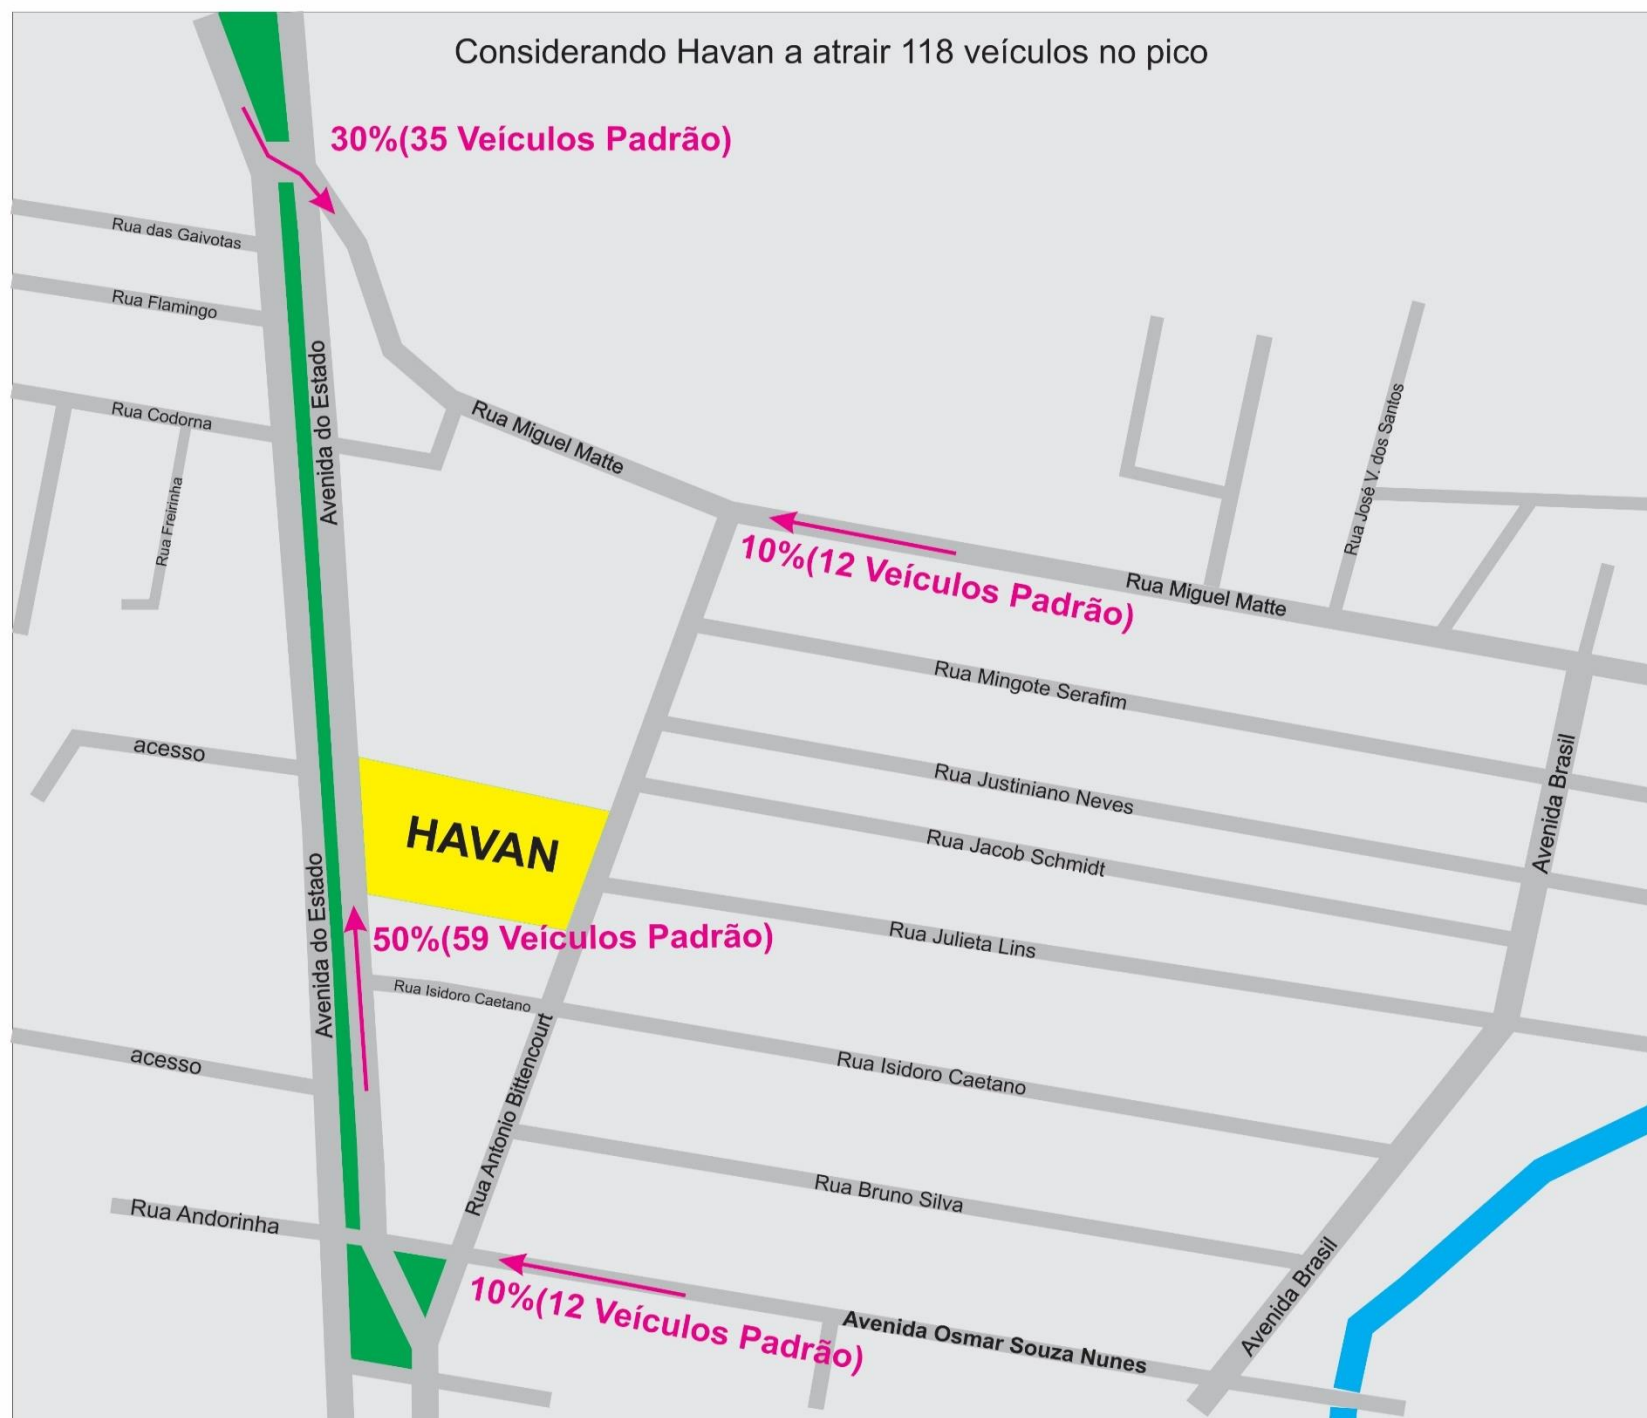 Considerando Havan a atrair 118 veículos no pico
30%(35 Veículos Padrão)
Rua das Gaivotas
Rua Flamingo
Avenida do Estado
Rua Codorna
Rua Miguel Matte
Rua Freirinha
Rua José V. dos Santos
10%(12 Veículos Padrão)
Rua Miguel Matte
Rua Mingote Serafim
acesso
Rua Justiniano Neves
Avenida Brasil
HAVAN
Rua Jacob Schmidt
Avenida do Estado
50%(59 Veículos Padrão)
Rua Julieta Lins
Rua Isidoro Caetano
acesso
Rua Isidoro Caetano
Rua Antonio Bittencourt
Rua Bruno Silva
Rua Andorinha
Avenida Brasil
10%(12 Veículos Padrão)
Avenida Osmar Souza Nunes